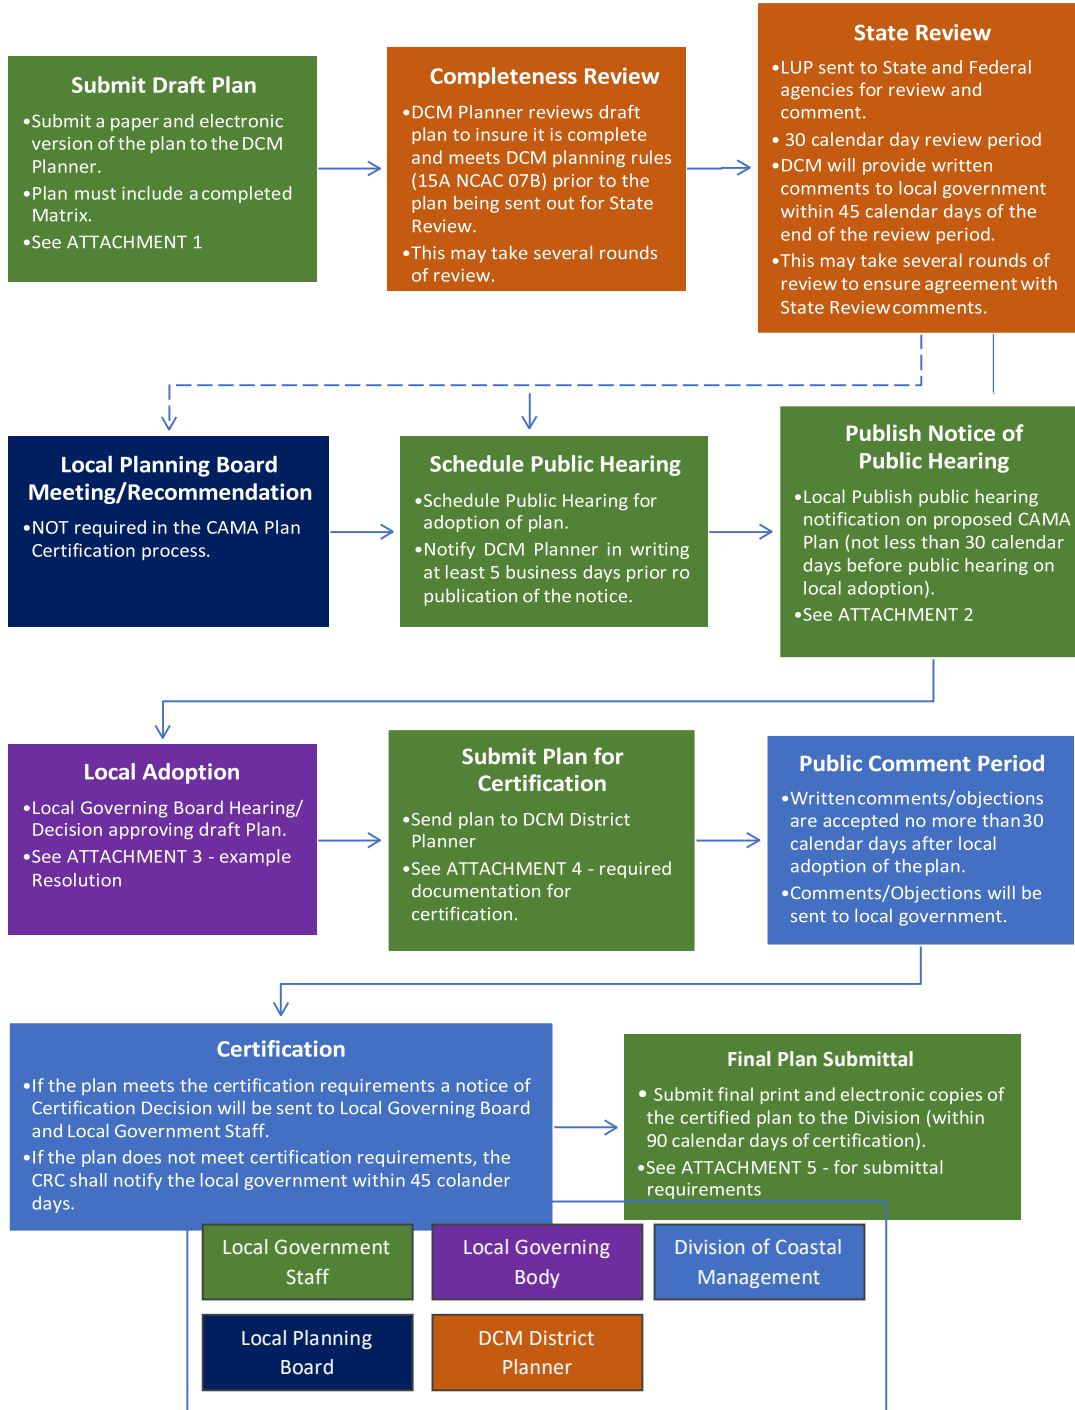 Submit Draft Plan
•Submit a paper and electronic
version of the plan to the DCM
Planner.
•Plan must include a completed
Matrix.
•See ATTACHMENT 1
Completeness Review
•DCM Planner reviews draft
plan to insure it is complete
and meets DCM planning rules
(15A NCAC 07B) prior to the
plan being sent out for State
Review.
•This may take several rounds
of review.
State Review
•LUP sent to State and Federal
agencies for review and
comment.
• 30 calendar day review period
•DCM will provide written
comments to local government
within 45 calendar days of the
end of the review period.
•This may take several rounds of
review to ensure agreement with
State Review comments.
Local Planning Board
Meeting/Recommendation
•NOT required in the CAMA Plan
Certification process.
Schedule Public Hearing
•Schedule Public Hearing for
adoption of plan.
•Notify DCM Planner in writing
at least 5 business days prior ro
publication of the notice.
Publish Notice of
Public Hearing
•Local Publish public hearing
notification on proposed CAMA
Plan (not less than 30 calendar
days before public hearing on
local adoption).
•See ATTACHMENT 2
Local Adoption
•Local Governing Board Hearing/
Decision approving draft Plan.
•See ATTACHMENT 3 - example
Resolution
Submit Plan for
Certification
•Send plan to DCM District
Planner
•See ATTACHMENT 4 - required
documentation for
certification.
Public Comment Period
•Written comments/objections
are accepted no more than 30
calendar days after local
adoption of the plan.
•Comments/Objections will be
sent to local government.
Certification
•If the plan meets the certification requirements a notice of
Certification Decision will be sent to Local Governing Board
and Local Government Staff.
•If the plan does not meet certification requirements, the
CRC shall notify the local government within 45 colander
days.
Final Plan Submittal
• Submit final print and electronic copies of
the certified plan to the Division (within
90 calendar days of certification).
•See ATTACHMENT 5 - for submittal
requirements
Local Government
Staff
Local Governing
Body
Division of Coastal
Management
Local Planning
Board
DCM District
Planner